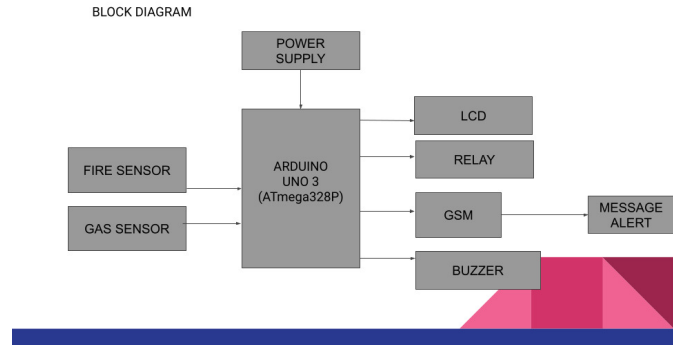 BLOCK DIAGRAM
POWER
SUPPLY
LCD
ARDUINO
UNO 3
(ATmega328P)
RELAY
FIRE SENSOR
GAS SENSOR
GSM
MESSAGE
ALERT
BUZZER